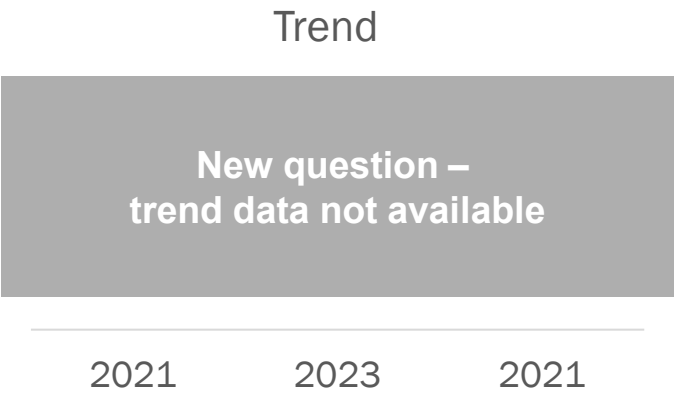 Trend
New question –
trend data not available
2021 2023 2021